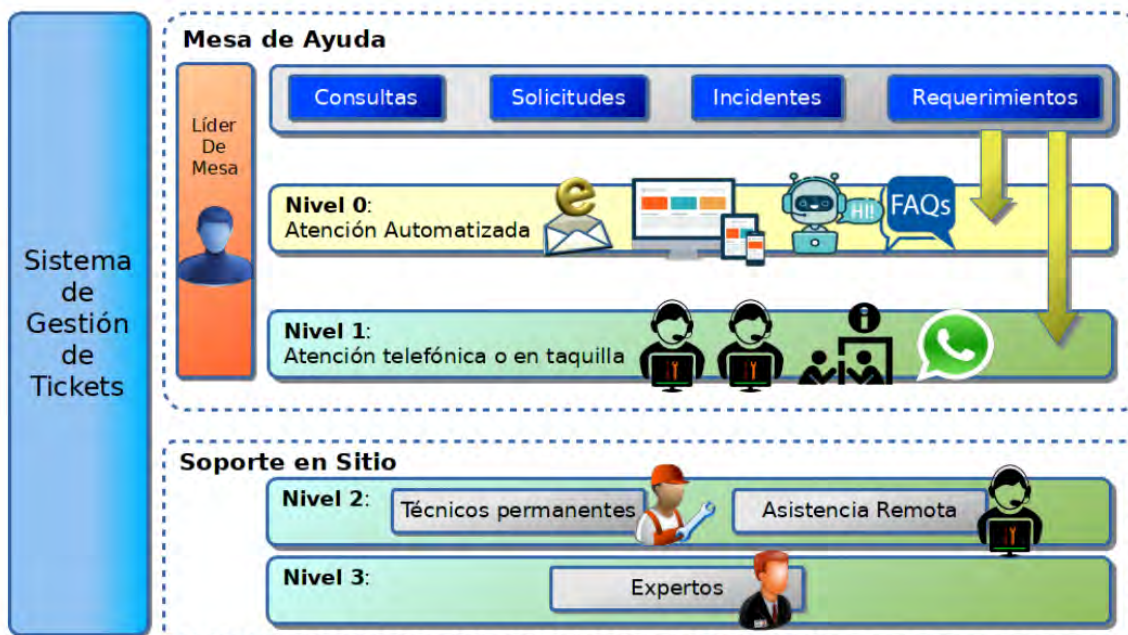 Mesa de Ayuda
Consultas
Solicitudes
Incidentes
Requerimientos
Líder
De
Mesa
Nivel 0:
Atención Automatizada
e
HI!
FAQs
Sistema
de
Gestión
de
Tickets
Nivel 1:
Atención telefónica o en taquilla
i
Soporte en Sitio
Nivel 2:
Técnicos permanentes
Asistencia Remota
Nivel 3:
Expertos